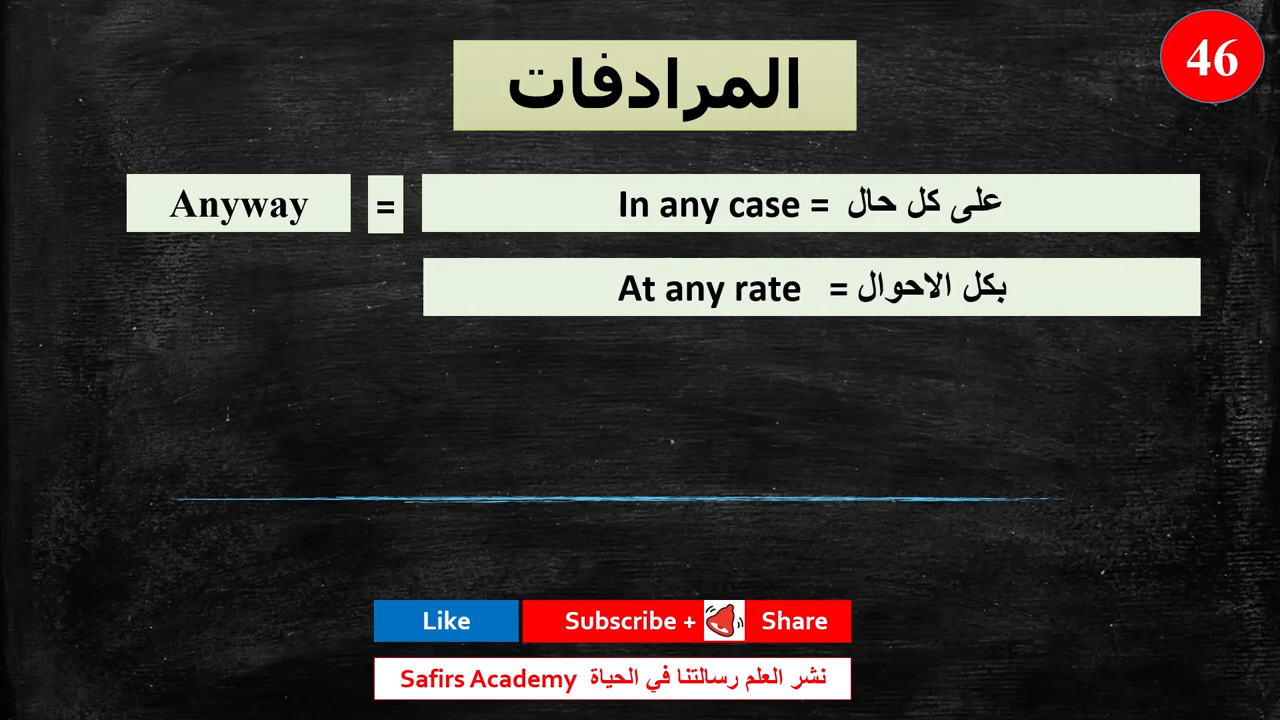 46
المرادفات
Anyway = In any case = على كل حال
At any rate = بكل الاحوال
Like Subscribe + Share
Safirs Academy نشر العلم رسالتنا في الحياة